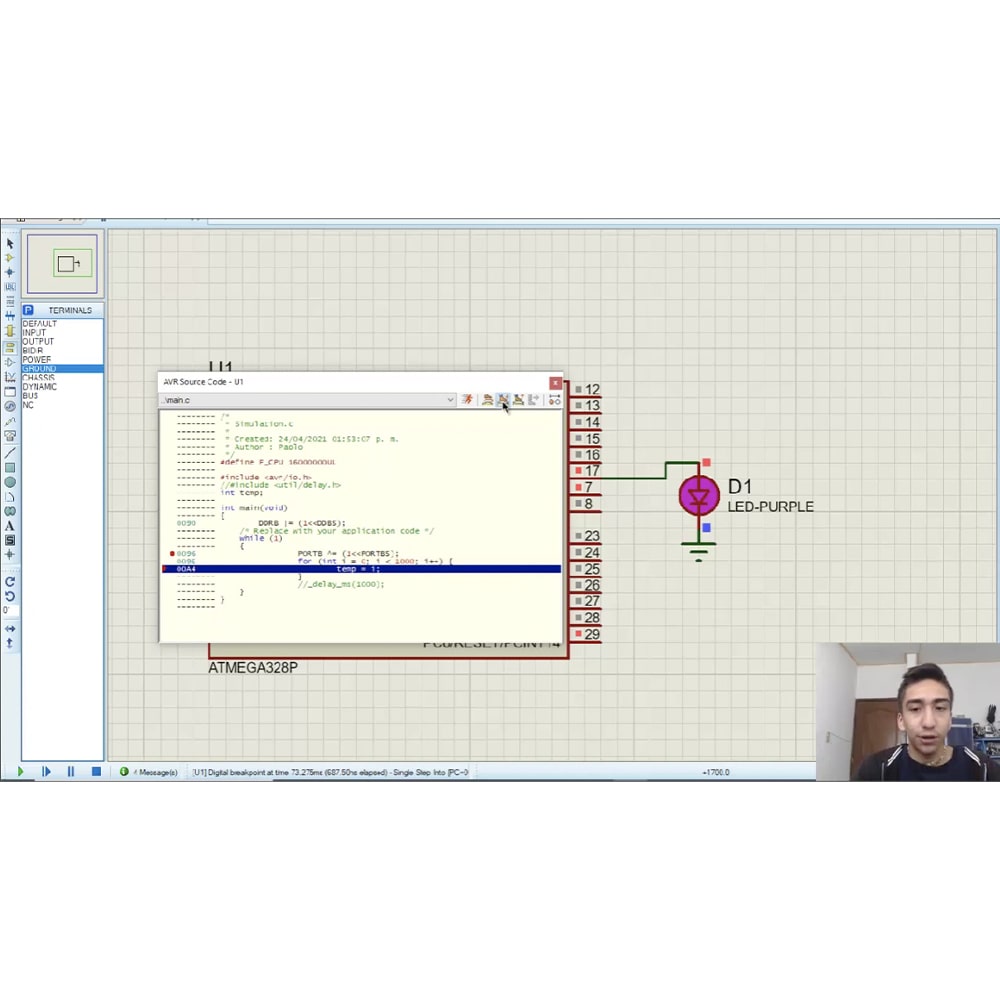 TERMINALS
DEFAULT
INPUT
OUTPUT
BIDIR
POWER
GROUND
CHASSIS
DYNAMIC
BUS
NC
U1
AVR Source Code - U1
..\main.c
/*
* Simulation.c
*
* Created: 24/04/2021 01:53:07 p. m.
* Author : Paolo
*/
#define F_CPU 16000000UL
#include <avr/io.h>
//#include <util/delay.h>
int temp;
int main(void)
{
0090 DDRB |= (1<<DDB5);
/* Replace with your application code */
while (1)
{
0096 PORTB ^= (1<<PORTB5);
for (int i = 0; i < 1000; i++) {
00A4 temp = 1;
}
//_delay_ms(1000);
}
}
12
13
14
15
16
17
7
8
23
24
25
26
27
28
29
D1
LED-PURPLE
ATMEGA328P
4 Message(s)
[U1] Digital breakpoint at time 73.275ms (687.50ns elapsed) - Single Step Into [PC=0
+1700.0